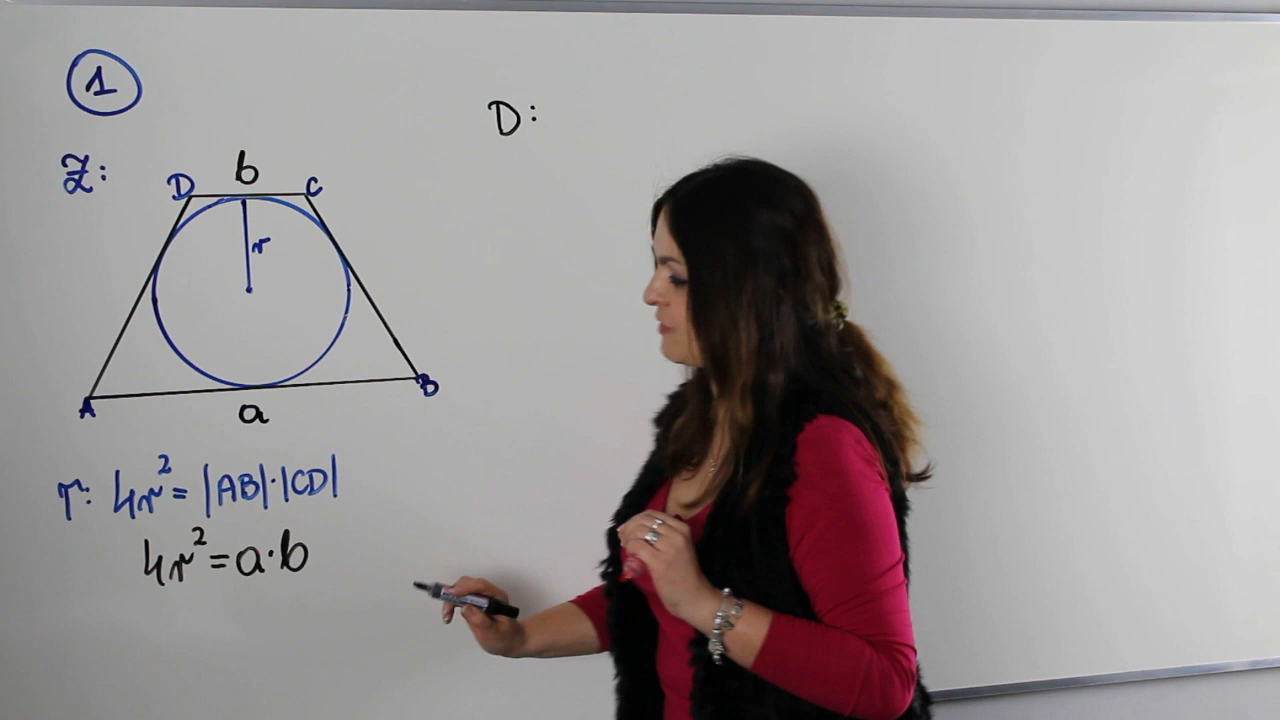 1
Z:
D:
b
D C
r
A B
a
T: 4r² = |AB|·|CD|
4r² = a·b